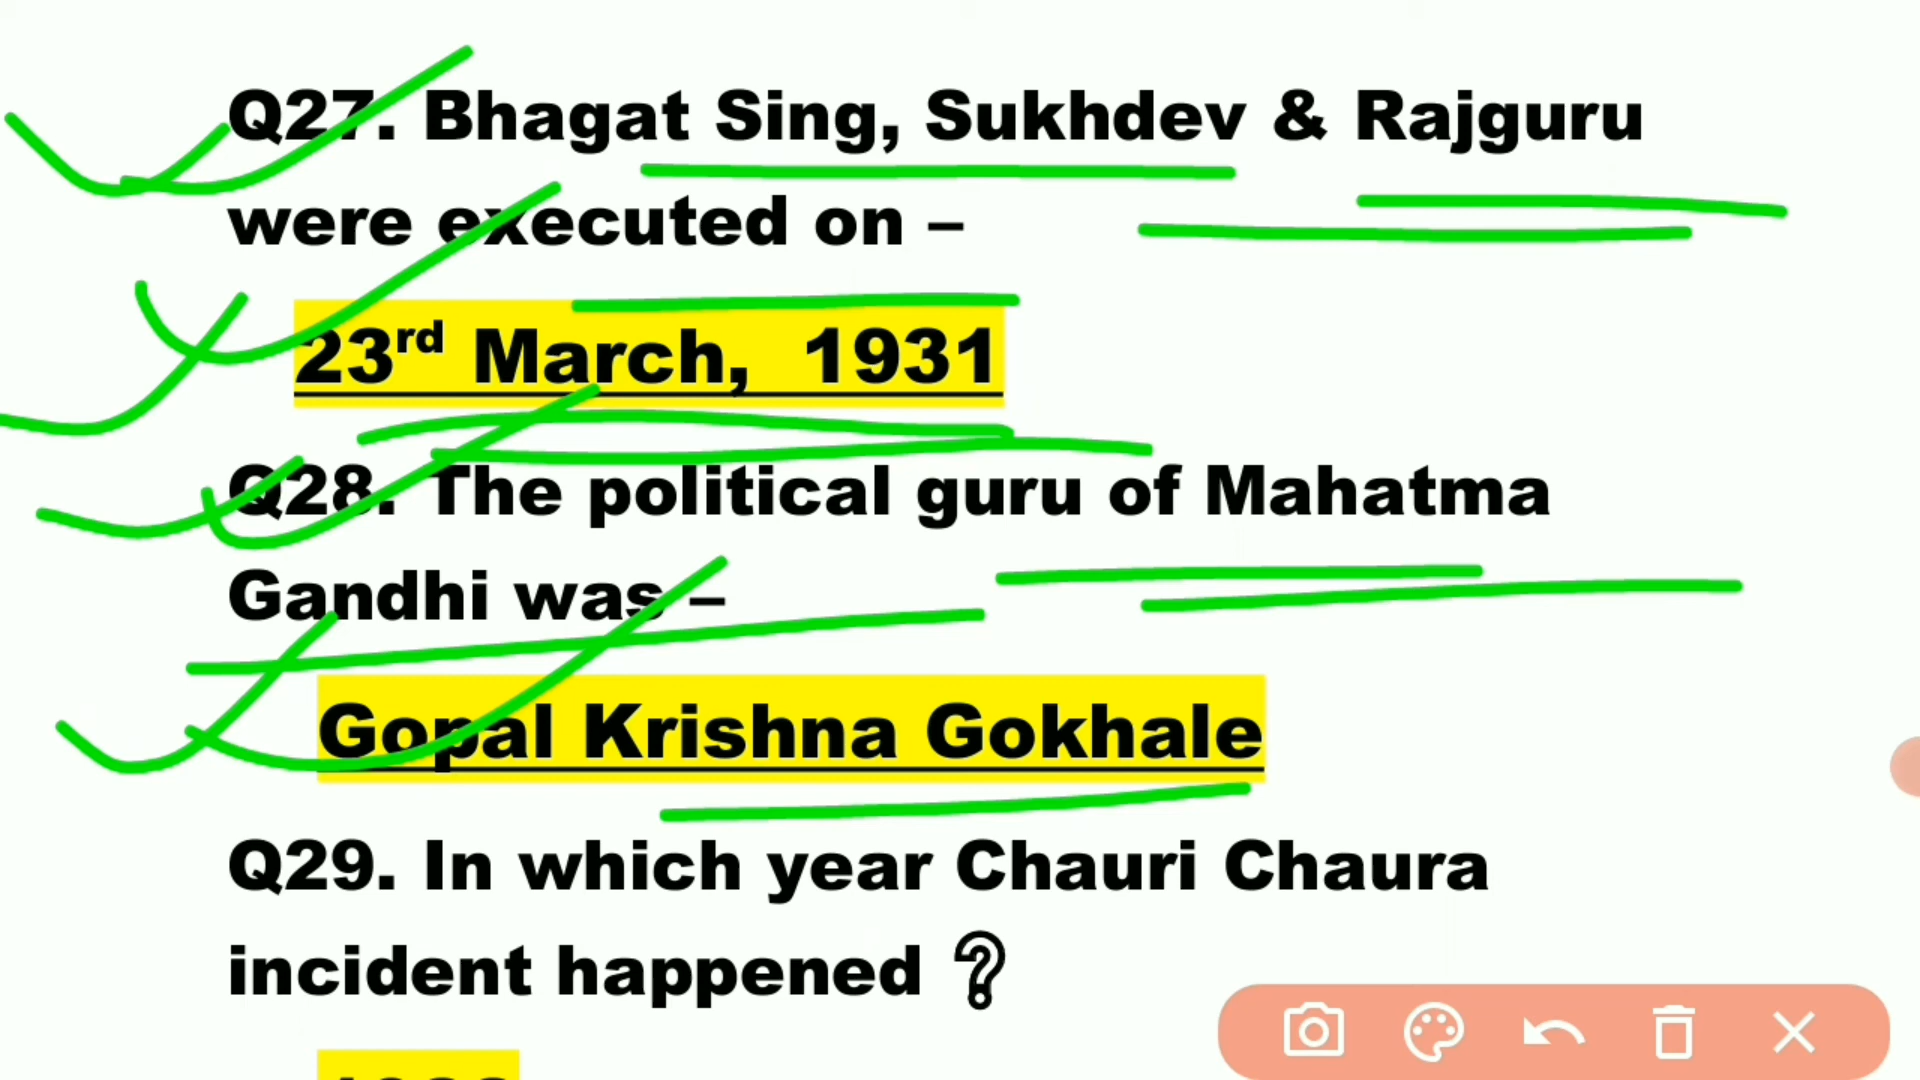 Q27. Bhagat Sing, Sukhdev & Rajguru
were executed on –
23rd March, 1931
Q28. The political guru of Mahatma
Gandhi was –
Gopal Krishna Gokhale
Q29. In which year Chauri Chaura
incident happened ?